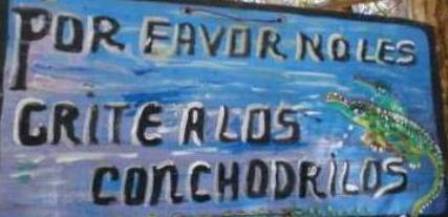 POR FAVOR NO LES
GRITE A LOS
CONCHODRILOS